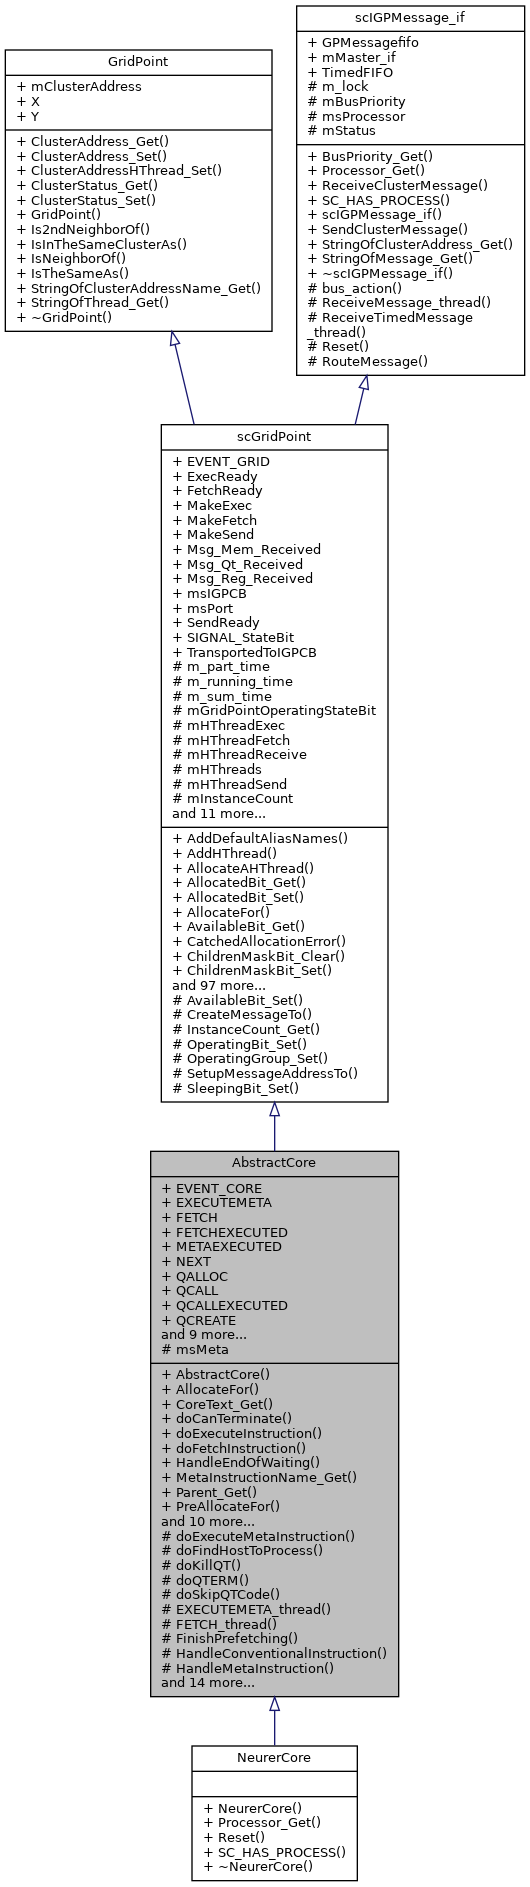 GridPoint
+ mClusterAddress
+ X
+ Y
+ ClusterAddress_Get()
+ ClusterAddress_Set()
+ ClusterAddressHThread_Set()
+ ClusterStatus_Get()
+ ClusterStatus_Set()
+ GridPoint()
+ Is2ndNeighborOf()
+ IsInTheSameClusterAs()
+ IsNeighborOf()
+ IsTheSameAs()
+ StringOfClusterAddressName_Get()
+ StringOfThread_Get()
+ ~GridPoint()
scIGPMessage_if
+ GPMessagefifo
+ mMaster_if
+ TimedFIFO
# m_lock
# mBusPriority
# msProcessor
# mStatus
+ BusPriority_Get()
+ Processor_Get()
+ ReceiveClusterMessage()
+ SC_HAS_PROCESS()
+ scIGPMessage_if()
+ SendClusterMessage()
+ StringOfClusterAddress_Get()
+ StringOfMessage_Get()
+ ~scIGPMessage_if()
# bus_action()
# ReceiveMessage_thread()
# ReceiveTimedMessage
_thread()
# Reset()
# RouteMessage()
scGridPoint
+ EVENT_GRID
+ ExecReady
+ FetchReady
+ MakeExec
+ MakeFetch
+ MakeSend
+ Msg_Mem_Received
+ Msg_Qt_Received
+ Msg_Reg_Received
+ msIGPCB
+ msPort
+ SendReady
+ SIGNAL_StateBit
+ TransportedToIGPCB
# m_part_time
# m_running_time
# m_sum_time
# mGridPointOperatingStateBit
# mHThreadExec
# mHThreadFetch
# mHThreadReceive
# mHThreads
# mHThreadSend
# mInstanceCount
and 11 more...
+ AddDefaultAliasNames()
+ AddHThread()
+ AllocateAHThread()
+ AllocatedBit_Get()
+ AllocatedBit_Set()
+ AllocateFor()
+ AvailableBit_Get()
+ CatchedAllocationError()
+ ChildrenMaskBit_Clear()
+ ChildrenMaskBit_Set()
and 97 more...
# AvailableBit_Set()
# CreateMessageTo()
# InstanceCount_Get()
# OperatingBit_Set()
# OperatingGroup_Set()
# SetupMessageAddressTo()
# SleepingBit_Set()
AbstractCore
+ EVENT_CORE
+ EXECUTEMETA
+ FETCH
+ FETCHEXECUTED
+ METAEXECUTED
+ NEXT
+ QALLOC
+ QCALL
+ QCALLEXECUTED
+ QCREATE
and 9 more...
# msMeta
+ AbstractCore()
+ AllocateFor()
+ CoreText_Get()
+ doCanTerminate()
+ doExecuteInstruction()
+ doFetchInstruction()
+ HandleEndOfWaiting()
+ MetaInstructionName_Get()
+ Parent_Get()
+ PreAllocateFor()
and 10 more...
# doExecuteMetaInstruction()
# doFindHostToProcess()
# doKillQT()
# doQTERM()
# doSkipQTCode()
# EXECUTEMETA_thread()
# FETCH_thread()
# FinishPrefetching()
# HandleConventionalInstruction()
# HandleMetaInstruction()
and 14 more...
NeurerCore
+ NeurerCore()
+ Processor_Get()
+ Reset()
+ SC_HAS_PROCESS()
+ ~NeurerCore()